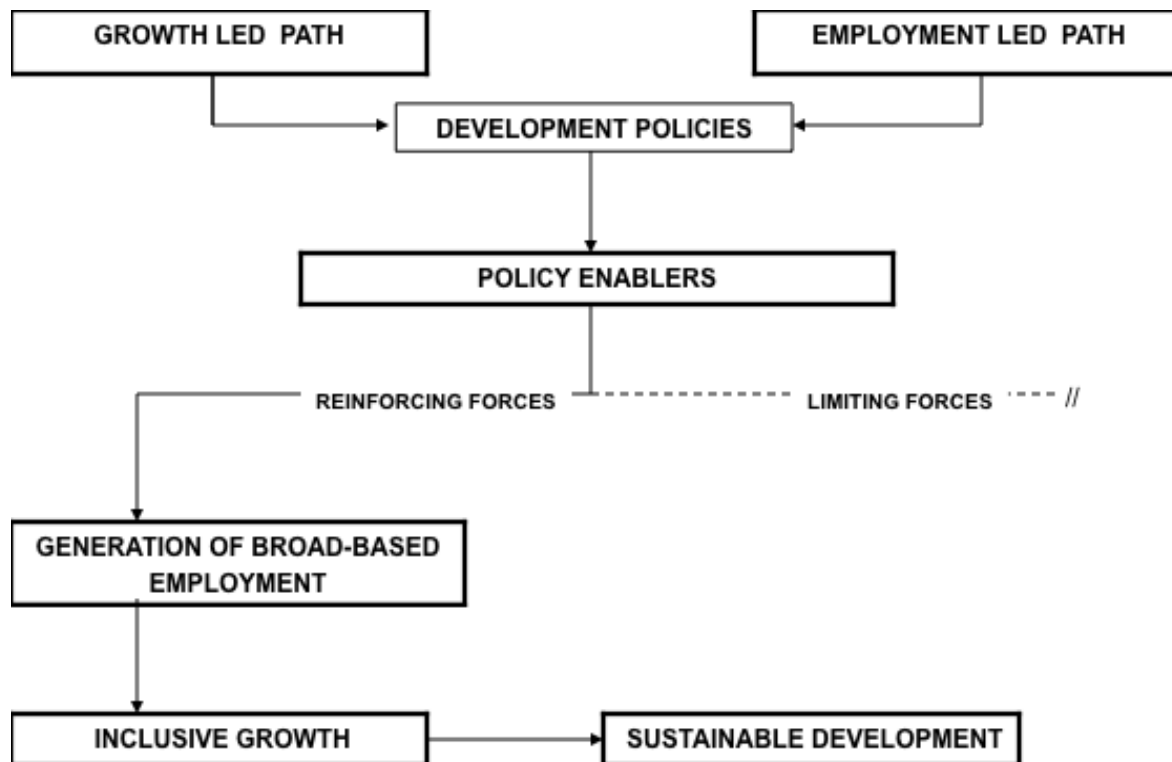 GROWTH LED PATH
EMPLOYMENT LED PATH
DEVELOPMENT POLICIES
POLICY ENABLERS
REINFORCING FORCES
LIMITING FORCES
//
GENERATION OF BROAD-BASED
EMPLOYMENT
INCLUSIVE GROWTH
SUSTAINABLE DEVELOPMENT